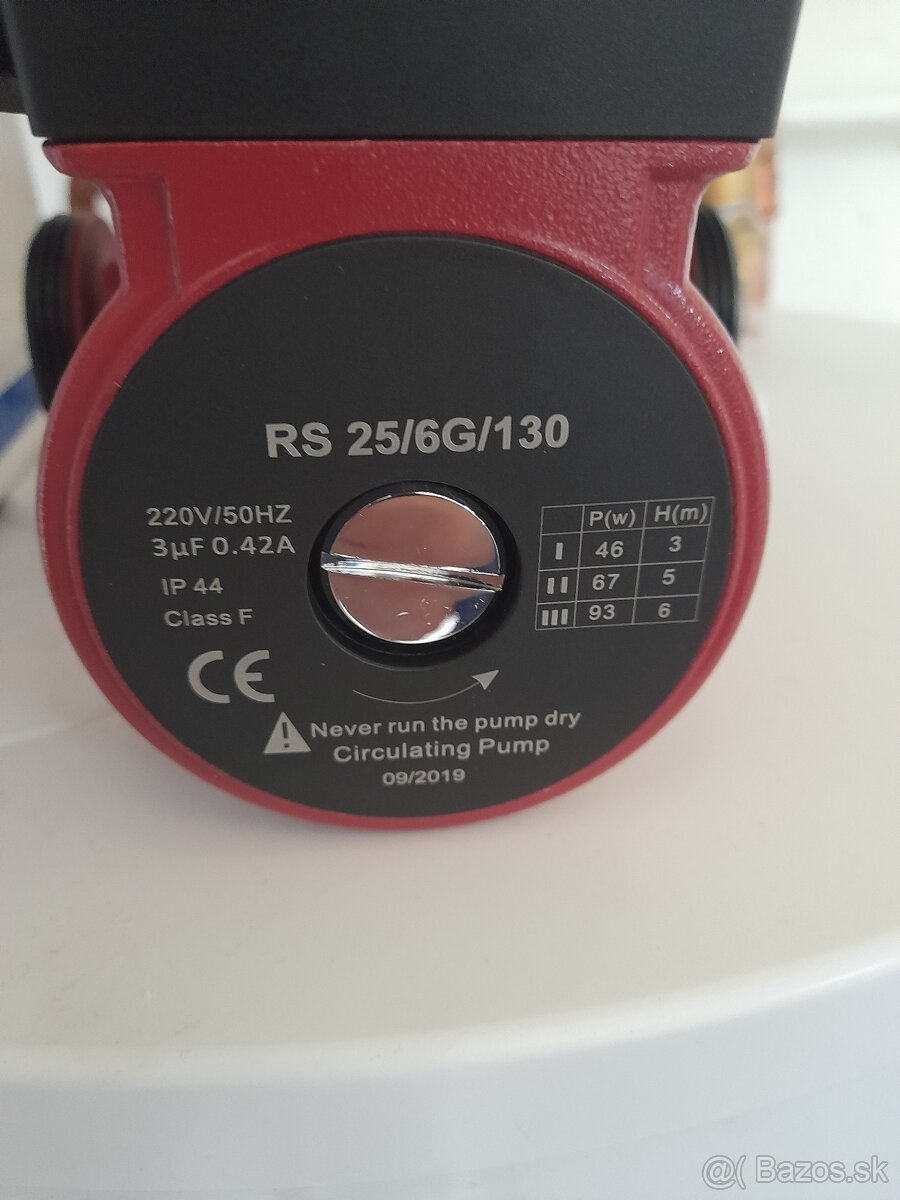 RS 25/6G/130
220V/50HZ
3µF 0.42A
IP 44
Class F
P(w) H(m)
I 46 3
II 67 5
III 93 6
CE
Never run the pump dry
Circulating Pump
09/2019
@( Bazos.sk